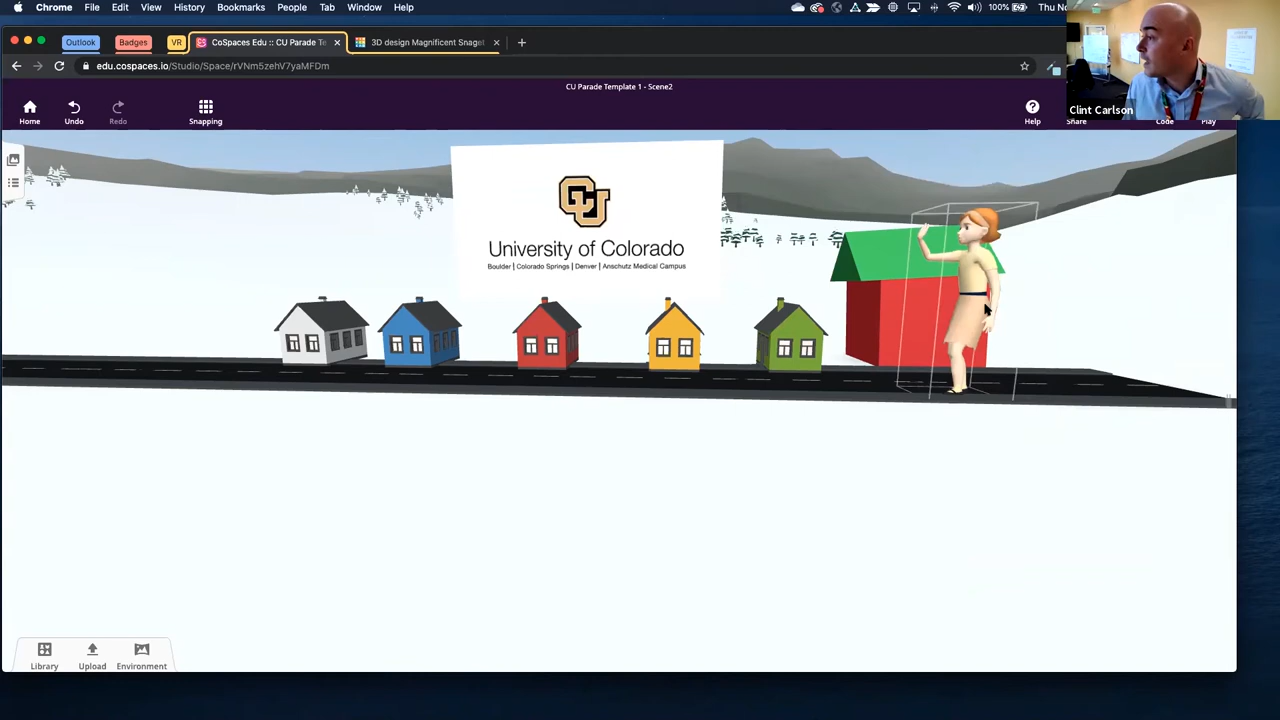 Chrome File Edit View History Bookmarks People Tab Window Help
100% Thu No
Outlook Badges VR CoSpaces Edu :: CU Parade Te 3D design Magnificent Snaget
edu.cospaces.io/Studio/Space/rVNm5zehV7yaMFDm
CU Parade Template 1 - Scene2
Home Undo Redo Snapping Help Share Code Play
Clint Carlson
CU
University of Colorado
Boulder | Colorado Springs | Denver | Anschutz Medical Campus
Library Upload Environment